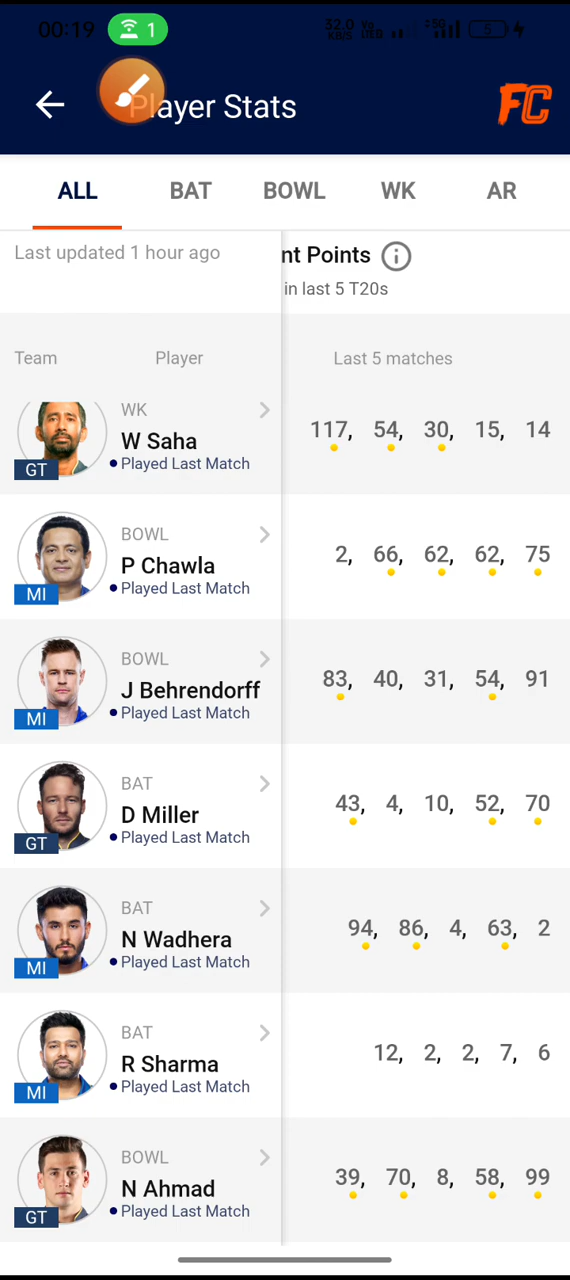 00:19
1
32.0 KB/S
5G
5
Player Stats
FC
ALL BAT BOWL WK AR
Last updated 1 hour ago
nt Points
in last 5 T20s
Team Player Last 5 matches
WK
W Saha
GT
Played Last Match
117, 54, 30, 15, 14
BOWL
P Chawla
MI
Played Last Match
2, 66, 62, 62, 75
BOWL
J Behrendorff
MI
Played Last Match
83, 40, 31, 54, 91
BAT
D Miller
GT
Played Last Match
43, 4, 10, 52, 70
BAT
N Wadhera
MI
Played Last Match
94, 86, 4, 63, 2
BAT
R Sharma
MI
Played Last Match
12, 2, 2, 7, 6
BOWL
N Ahmad
GT
Played Last Match
39, 70, 8, 58, 99